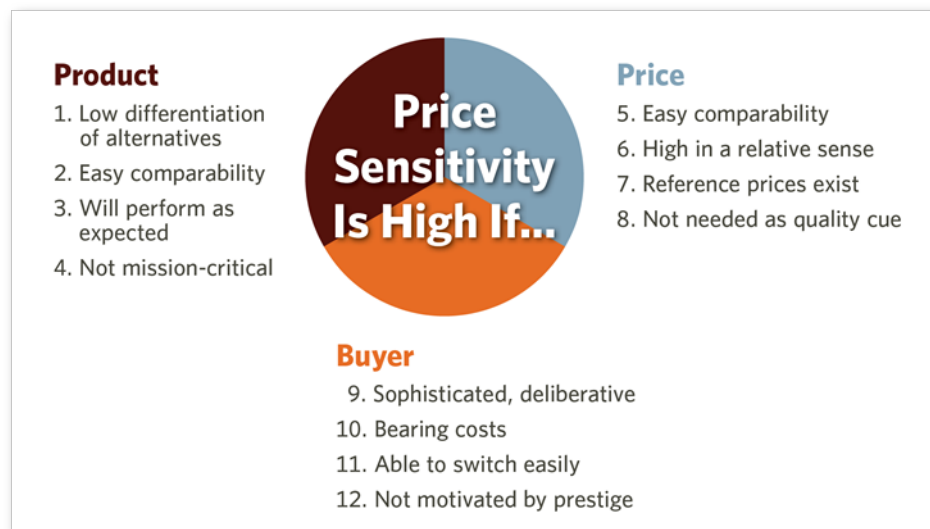 Product
1. Low differentiation
of alternatives
2. Easy comparability
3. Will perform as
expected
4. Not mission-critical
Price
Sensitivity
Is High If...
Price
5. Easy comparability
6. High in a relative sense
7. Reference prices exist
8. Not needed as quality cue
Buyer
9. Sophisticated, deliberative
10. Bearing costs
11. Able to switch easily
12. Not motivated by prestige